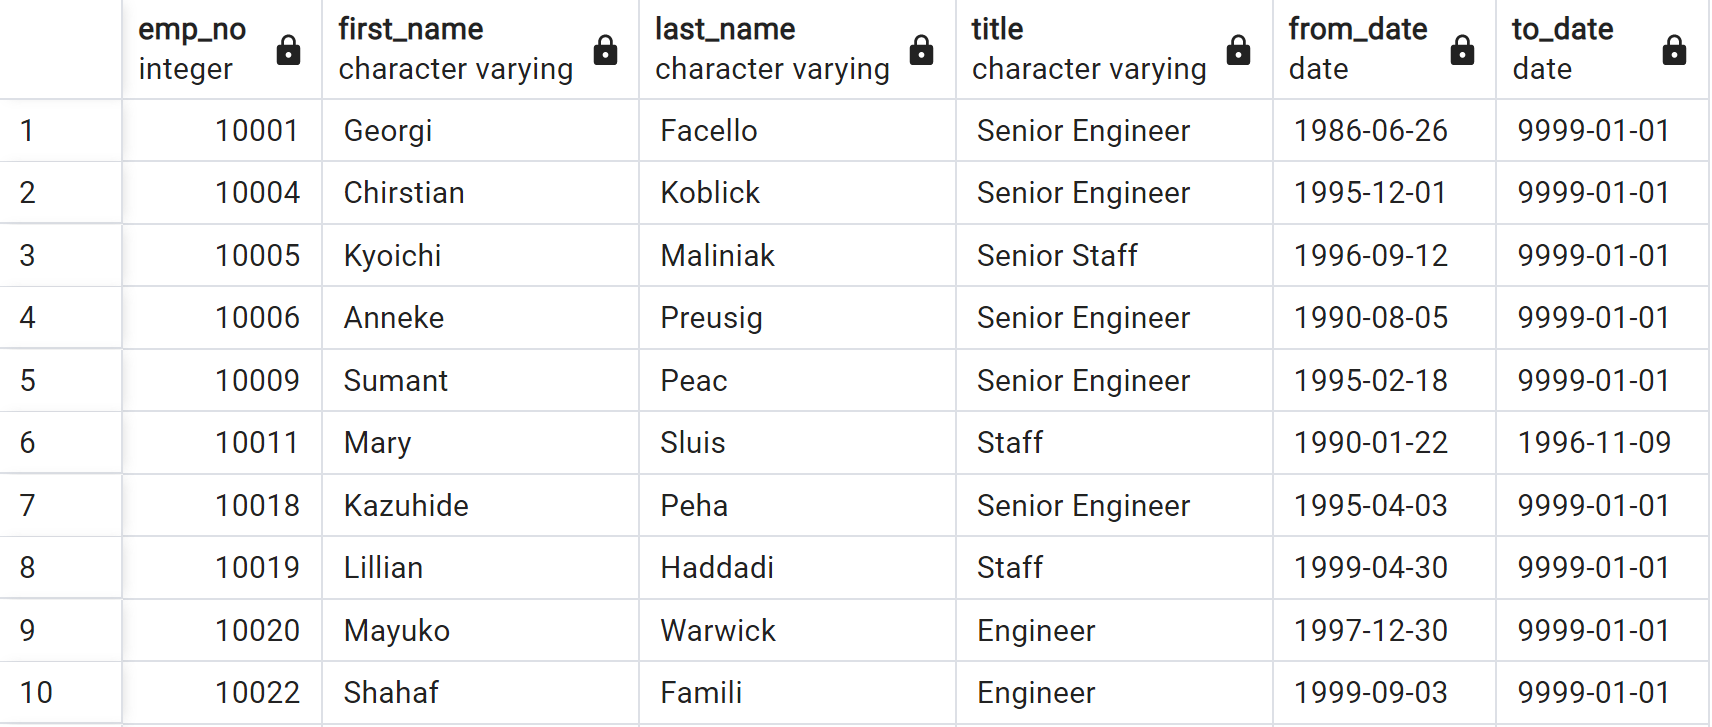 emp_no first_name last_name title from_date to_date
integer character varying character varying character varying date date
1 10001 Georgi Facello Senior Engineer 1986-06-26 9999-01-01
2 10004 Chirstian Koblick Senior Engineer 1995-12-01 9999-01-01
3 10005 Kyoichi Maliniak Senior Staff 1996-09-12 9999-01-01
4 10006 Anneke Preusig Senior Engineer 1990-08-05 9999-01-01
5 10009 Sumant Peac Senior Engineer 1995-02-18 9999-01-01
6 10011 Mary Sluis Staff 1990-01-22 1996-11-09
7 10018 Kazuhide Peha Senior Engineer 1995-04-03 9999-01-01
8 10019 Lillian Haddadi Staff 1999-04-30 9999-01-01
9 10020 Mayuko Warwick Engineer 1997-12-30 9999-01-01
10 10022 Shahaf Famili Engineer 1999-09-03 9999-01-01